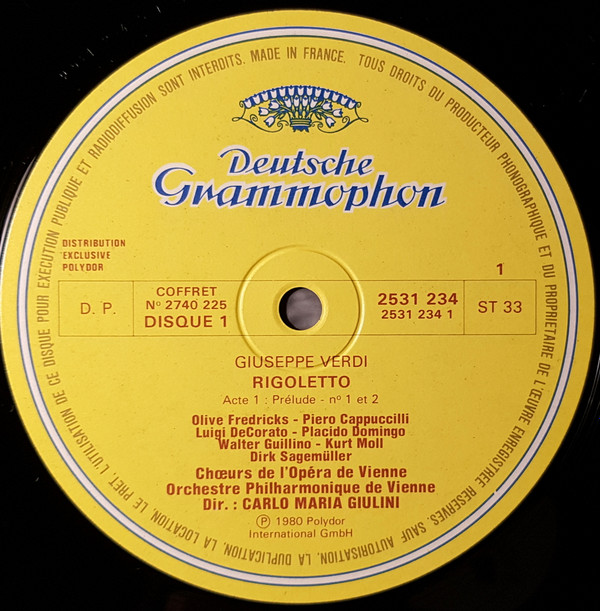 TOUS DROITS DU PRODUCTEUR PHONOGRAPHIQUE ET DU PROPRIETAIRE DE L'ŒUVRE ENREGISTREE RESERVES. SAUF AUTORISATION, LA DUPLICATION, LA LOCATION, LE PRET, L'UTILISATION DE CE DISQUE POUR EXECUTION PUBLIQUE ET RADIODIFFUSION SONT INTERDITS. MADE IN FRANCE.
Deutsche
Grammophon
DISTRIBUTION
EXCLUSIVE
POLYDOR
1
D. P.
COFFRET
Nº 2740 225
DISQUE 1
2531 234
2531 234 1
ST 33
GIUSEPPE VERDI
RIGOLETTO
Acte 1 : Prélude - nº 1 et 2
Olive Fredricks - Piero Cappuccilli
Luigi DeCorato - Placido Domingo
Walter Guillino - Kurt Moll
Dirk Sagemüller
Chœurs de l'Opéra de Vienne
Orchestre Philharmonique de Vienne
Dir. : CARLO MARIA GIULINI
℗ 1980 Polydor
International GmbH